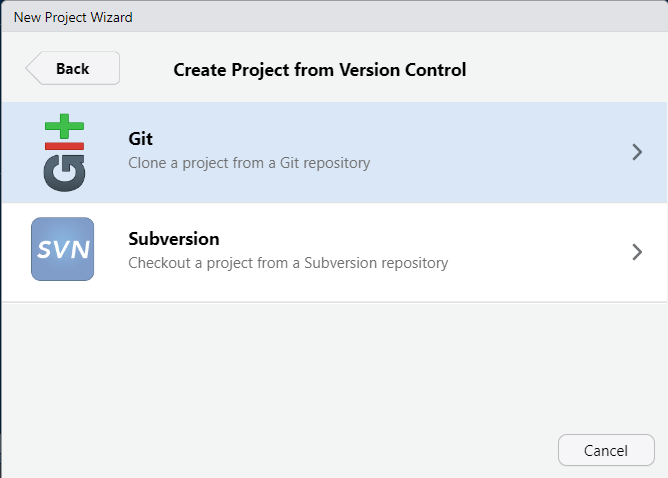 New Project Wizard
Back
Create Project from Version Control
Git
Clone a project from a Git repository
git
SVN
Subversion
Checkout a project from a Subversion repository
Cancel